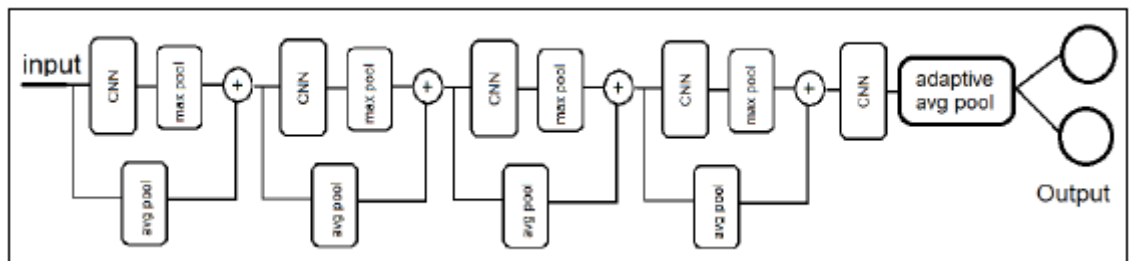 input
CNN
max pool
+
avg pool
CNN
max pool
+
avg pool
CNN
max pool
+
avg pool
CNN
max pool
+
avg pool
CNN
adaptive
avg pool
Output